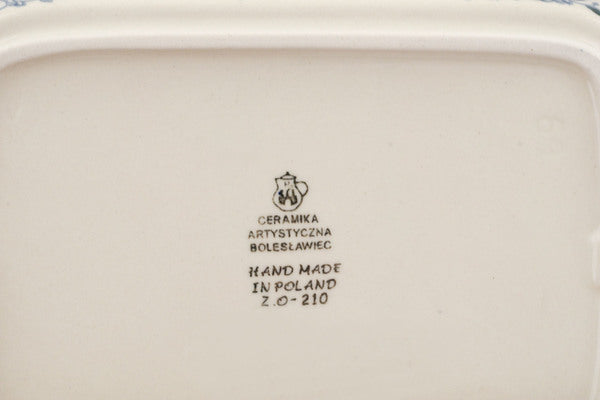 CERAMIKA
ARTYSTYCZNA
BOLESŁAWIEC
HAND MADE
IN POLAND
Z.O-210